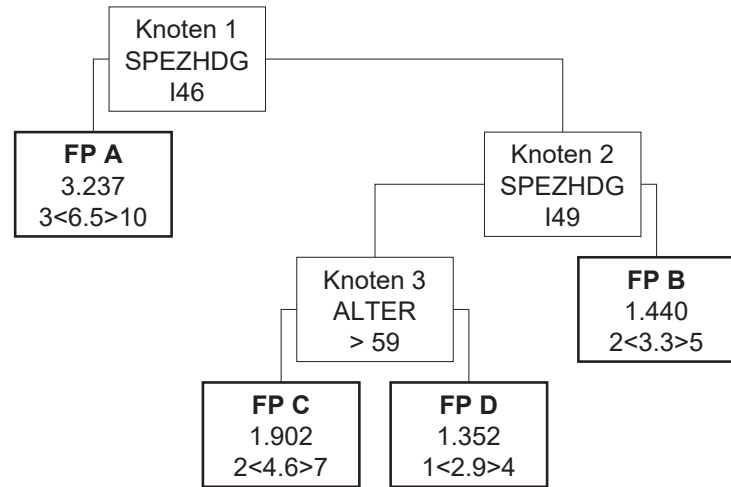 Knoten 1
SPEZHDG
I46
FP A
3.237
3<6.5>10
Knoten 2
SPEZHDG
I49
Knoten 3
ALTER
> 59
FP B
1.440
2<3.3>5
FP C
1.902
2<4.6>7
FP D
1.352
1<2.9>4